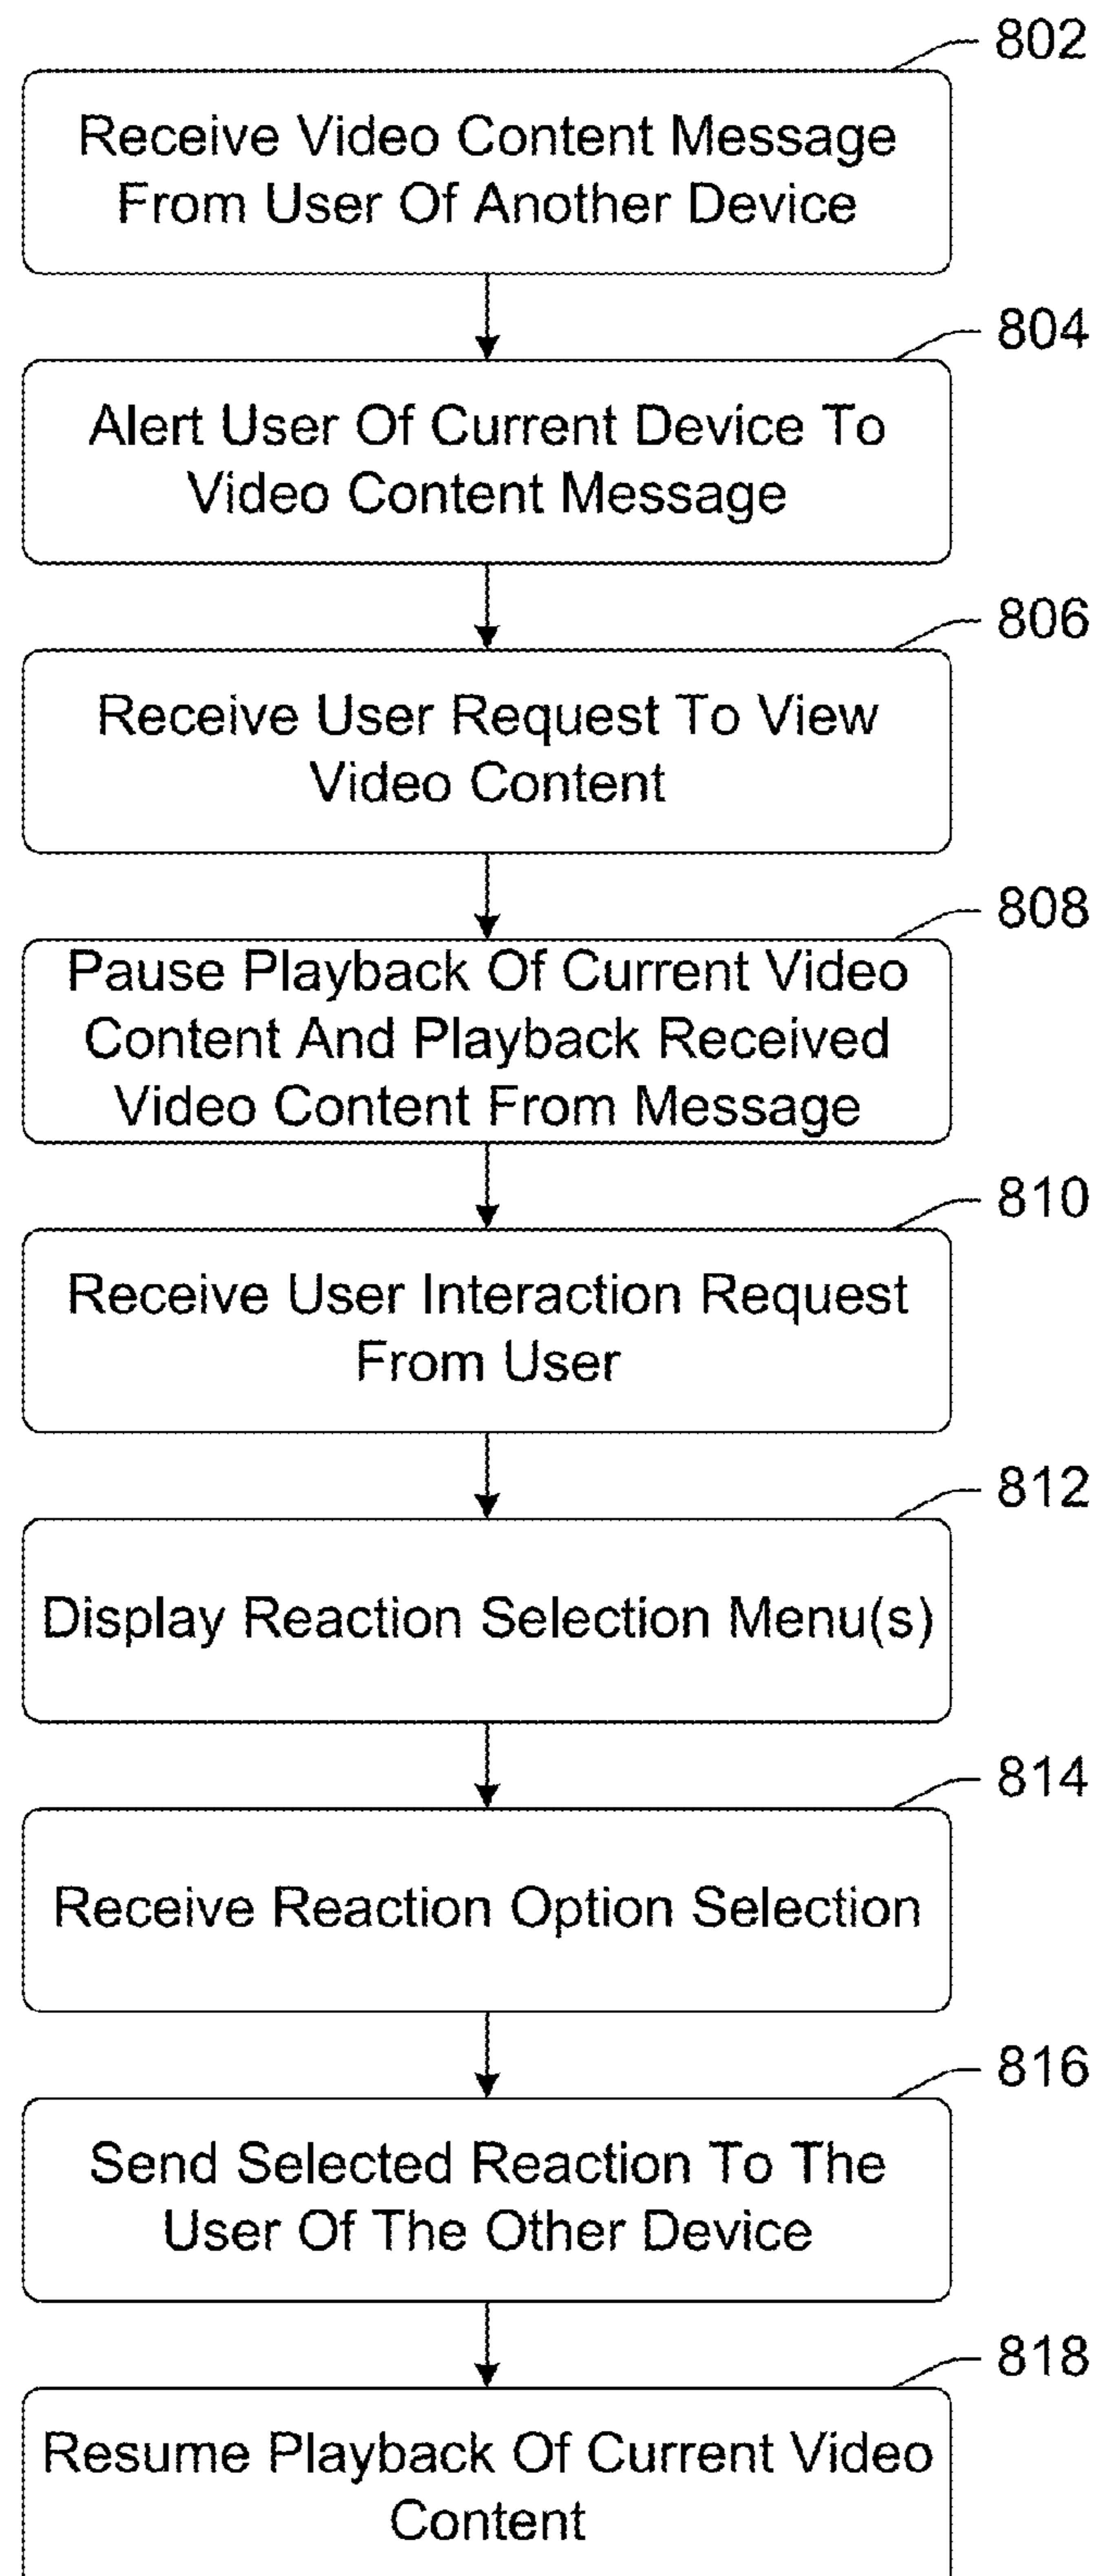 802
Receive Video Content Message
From User Of Another Device
804
Alert User Of Current Device To
Video Content Message
806
Receive User Request To View
Video Content
808
Pause Playback Of Current Video
Content And Playback Received
Video Content From Message
810
Receive User Interaction Request
From User
812
Display Reaction Selection Menu(s)
814
Receive Reaction Option Selection
816
Send Selected Reaction To The
User Of The Other Device
818
Resume Playback Of Current Video
Content